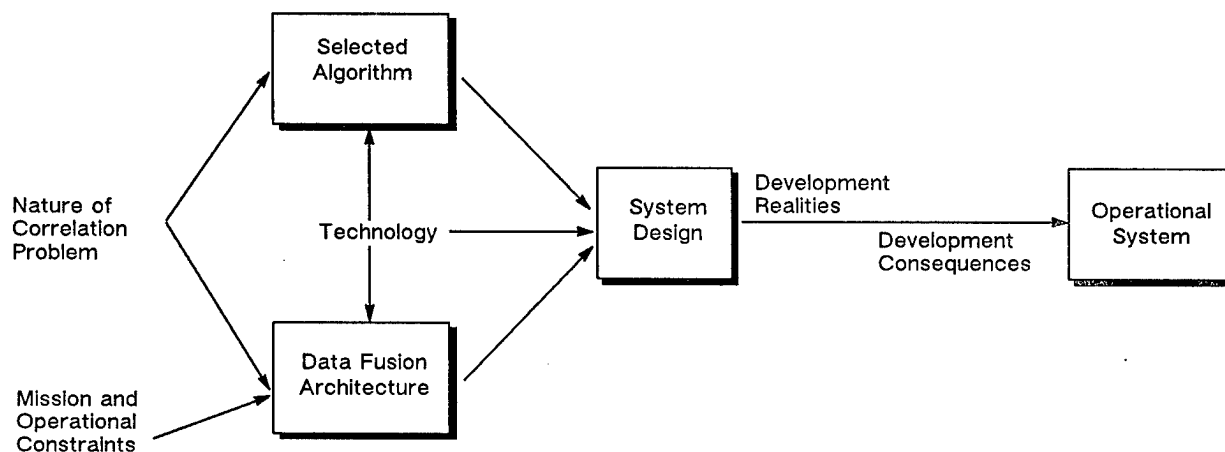 Selected
Algorithm
Nature of
Correlation
Problem
Technology
System
Design
Development
Realities
Development
Consequences
Operational
System
Data Fusion
Architecture
Mission and
Operational
Constraints